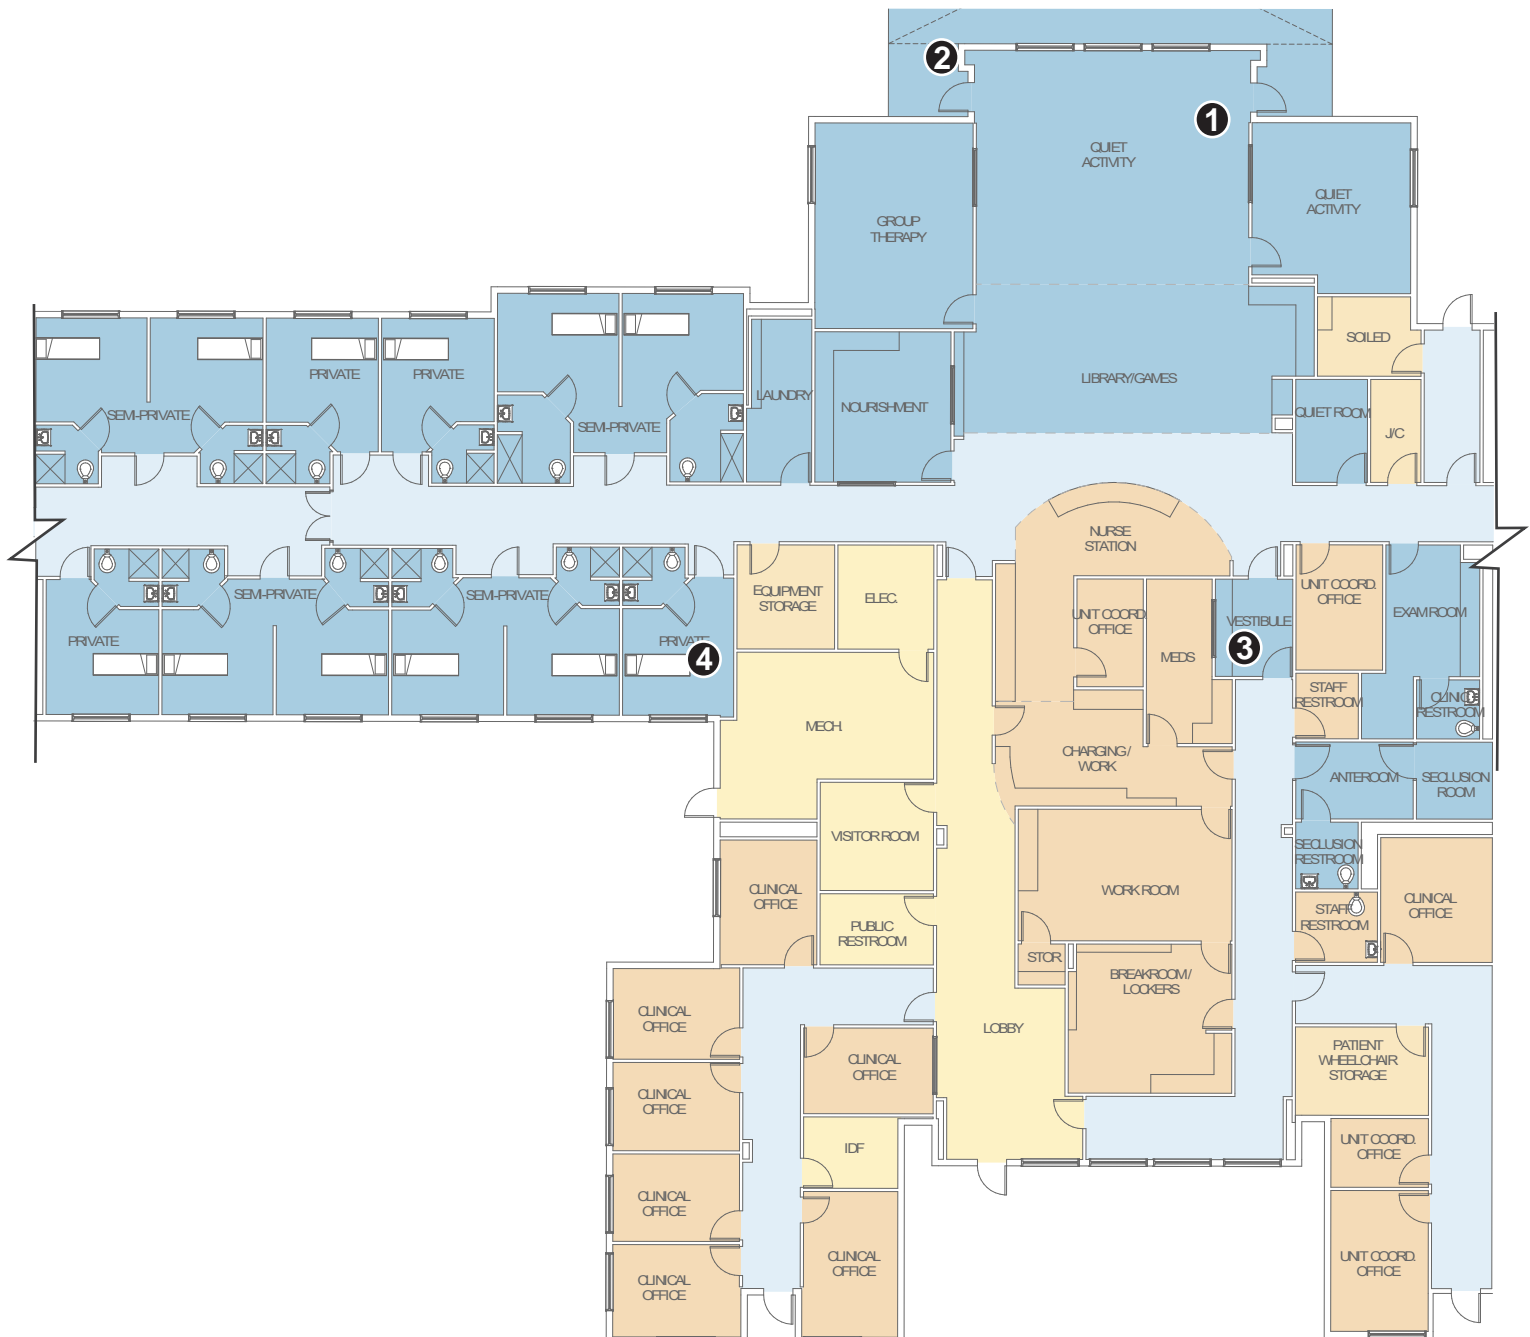 2
1
QUIET
ACTIVITY
QUIET
ACTIVITY
GROUP
THERAPY
SOILED
PRIVATE
PRIVATE
LIBRARY/GAMES
LAUNDRY
NOURISHMENT
SEMI-PRIVATE
SEMI-PRIVATE
QUIET ROOM
J/C
NURSE
STATION
EQUIPMENT
STORAGE
ELEC.
UNIT COORD.
OFFICE
UNIT COORD.
OFFICE
EXAM ROOM
SEMI-PRIVATE
SEMI-PRIVATE
VESTIBULE
PRIVATE
PRIVATE
3
4
MEDS
STAFF
RESTROOM
CLINIC
RESTROOM
MECH.
CHARGING /
WORK
ANTEROOM
SECLUSION
ROOM
VISITOR ROOM
SECLUSION
RESTROOM
CLINICAL
OFFICE
WORK ROOM
CLINICAL
OFFICE
PUBLIC
RESTROOM
STAFF
RESTROOM
STOR.
BREAKROOM /
LOCKERS
CLINICAL
OFFICE
LOBBY
CLINICAL
OFFICE
PATIENT
WHEELCHAIR
STORAGE
CLINICAL
OFFICE
IDF
UNIT COORD.
OFFICE
CLINICAL
OFFICE
CLINICAL
OFFICE
UNIT COORD.
OFFICE
CLINICAL
OFFICE